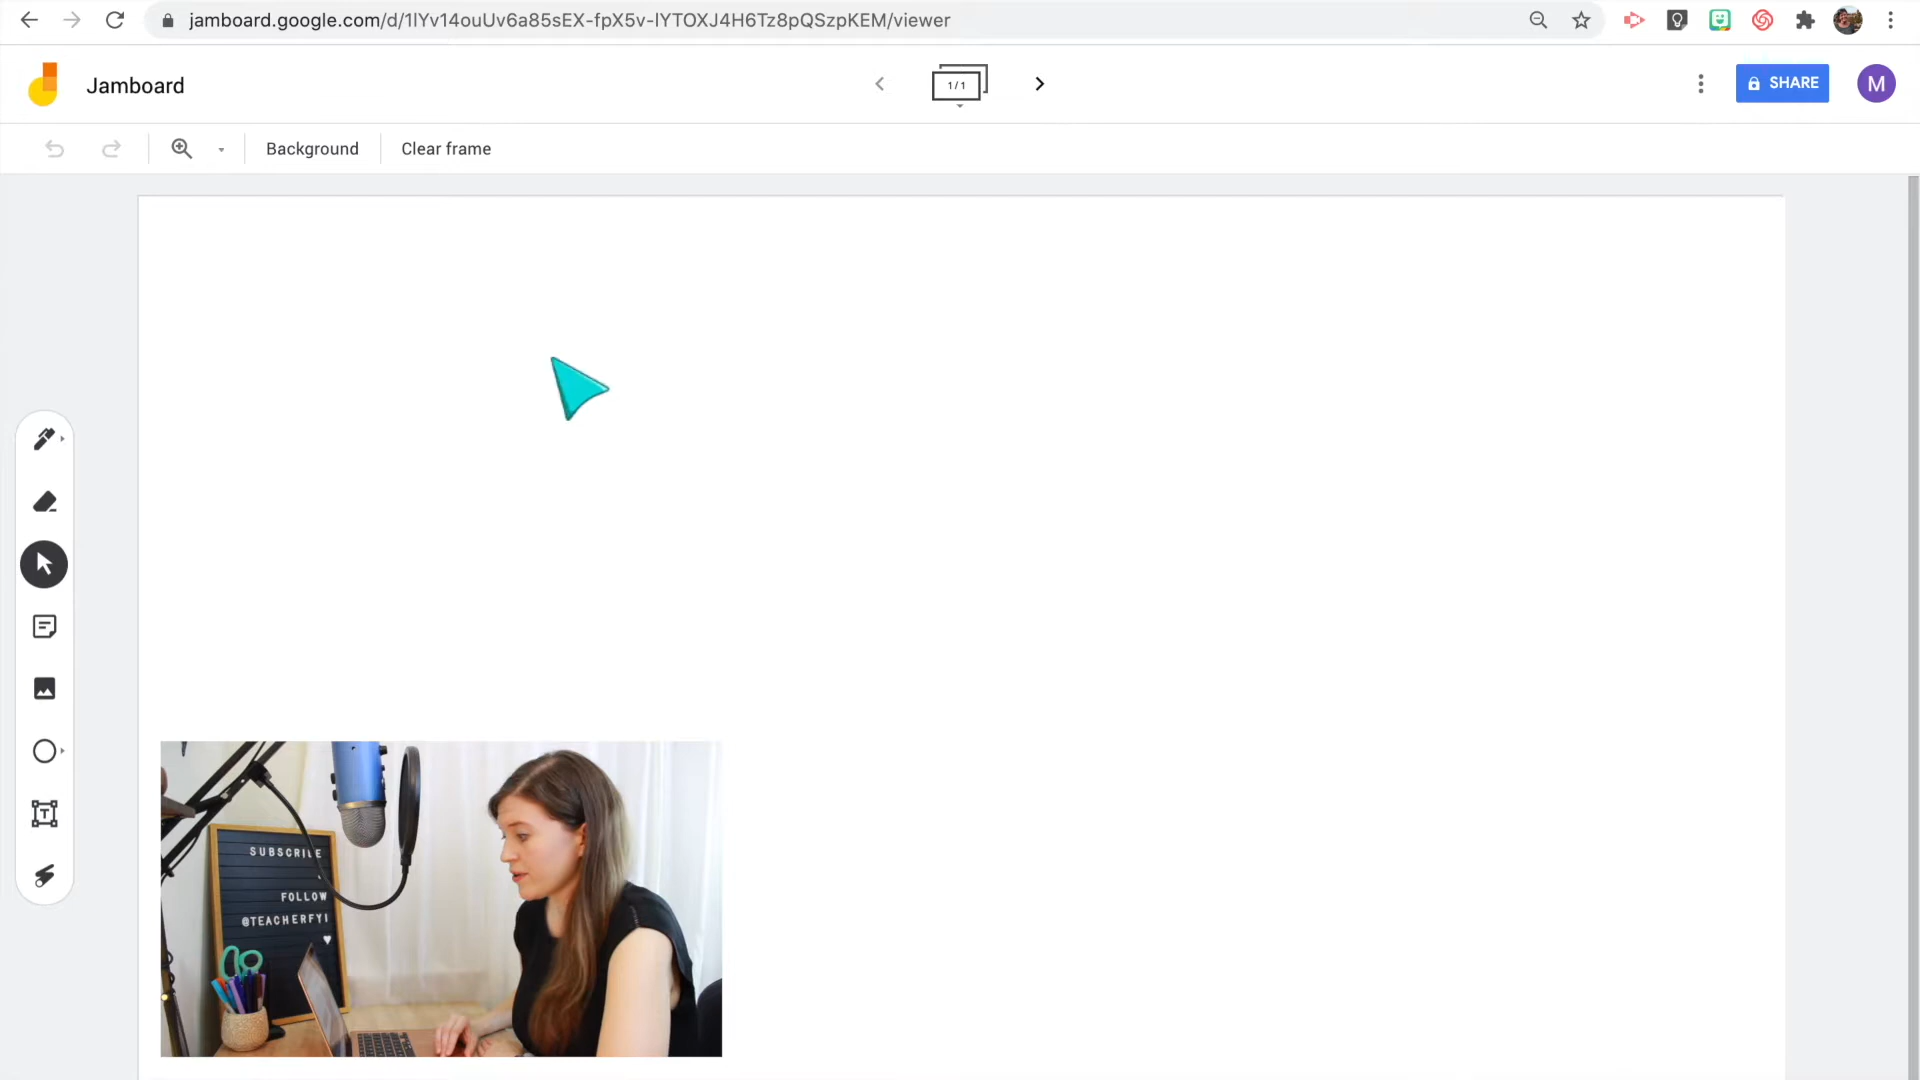 jamboard.google.com/d/1lYv14ouUv6a85sEX-fpX5v-lYTOXJ4H6Tz8pQSzpKEM/viewer
Jamboard
1/1
SHARE
M
Background
Clear frame
SUBSCRIBE
FOLLOW
@TEACHERFYI